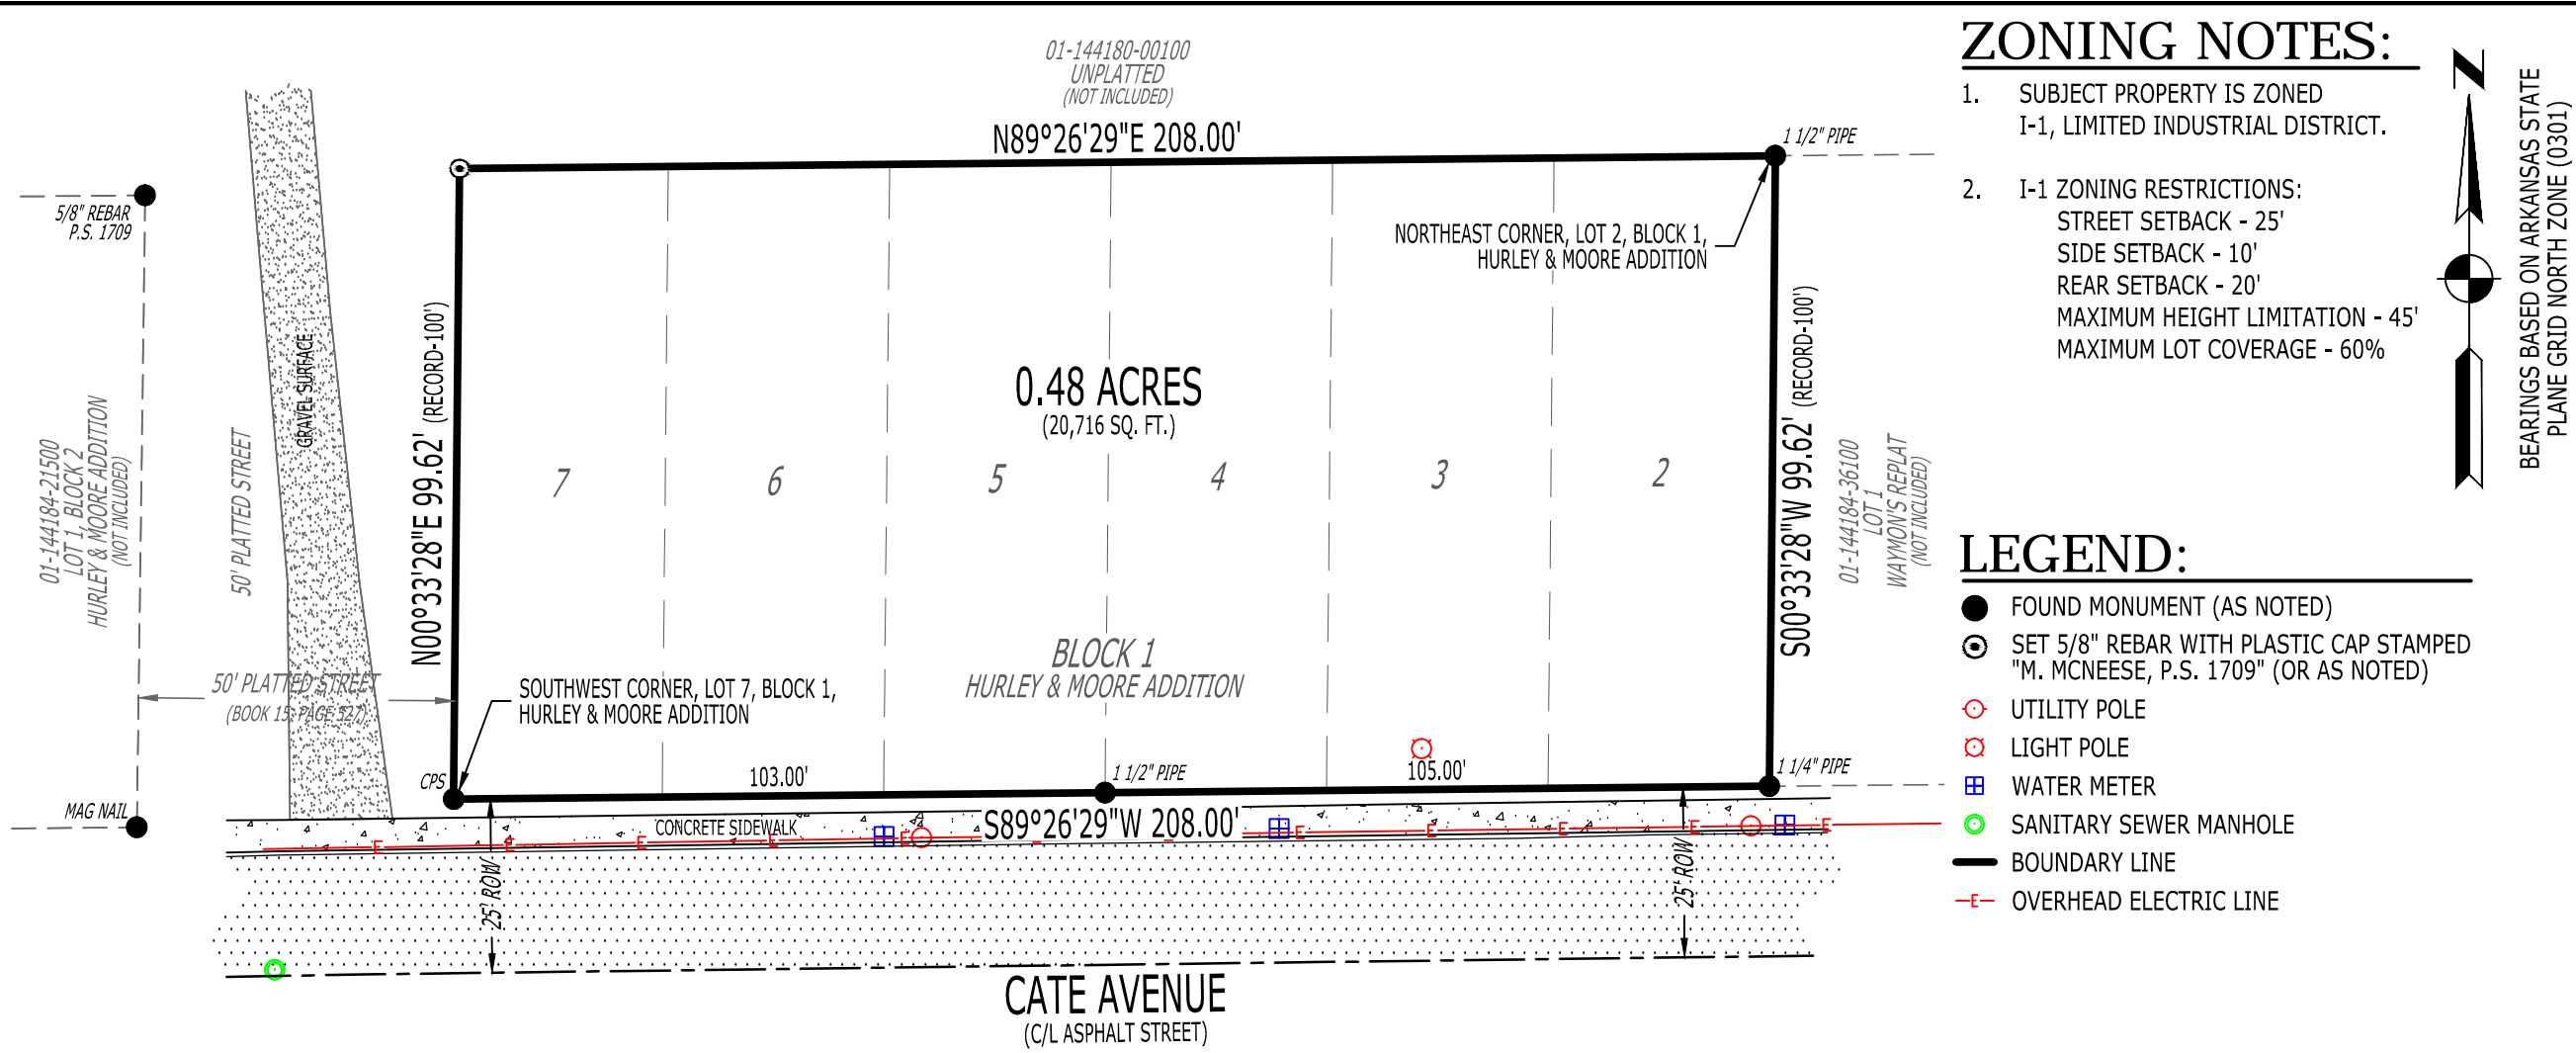 01-144180-00100
UNPLATTED
(NOT INCLUDED)
N89°26'29"E 208.00'
1 1/2" PIPE
5/8" REBAR
P.S. 1709
NORTHEAST CORNER, LOT 2, BLOCK 1,
HURLEY & MOORE ADDITION
GRAVEL SURFACE
50' PLATTED STREET
01-144184-21500
LOT 1, BLOCK 2
HURLEY & MOORE ADDITION
(NOT INCLUDED)
N00°33'28"E 99.62' (RECORD-100')
0.48 ACRES
(20,716 SQ. FT.)
7
6
5
4
3
2
S00°33'28"W 99.62' (RECORD-100')
01-144184-36100
LOT 1
WAYMON'S REPLAT
(NOT INCLUDED)
BLOCK 1
HURLEY & MOORE ADDITION
50' PLATTED STREET
(BOOK 15, PAGE 527)
SOUTHWEST CORNER, LOT 7, BLOCK 1,
HURLEY & MOORE ADDITION
CPS
103.00'
1 1/2" PIPE
105.00'
1 1/4" PIPE
MAG NAIL
CONCRETE SIDEWALK
S89°26'29"W 208.00'
E E E E E E E E E
25' ROW
25' ROW
CATE AVENUE
(C/L ASPHALT STREET)
ZONING NOTES:
1. SUBJECT PROPERTY IS ZONED
I-1, LIMITED INDUSTRIAL DISTRICT.
2. I-1 ZONING RESTRICTIONS:
STREET SETBACK - 25'
SIDE SETBACK - 10'
REAR SETBACK - 20'
MAXIMUM HEIGHT LIMITATION - 45'
MAXIMUM LOT COVERAGE - 60%
N
BEARINGS BASED ON ARKANSAS STATE
PLANE GRID NORTH ZONE (0301)
LEGEND:
FOUND MONUMENT (AS NOTED)
SET 5/8" REBAR WITH PLASTIC CAP STAMPED
"M. MCNEESE, P.S. 1709" (OR AS NOTED)
UTILITY POLE
LIGHT POLE
WATER METER
SANITARY SEWER MANHOLE
BOUNDARY LINE
E OVERHEAD ELECTRIC LINE